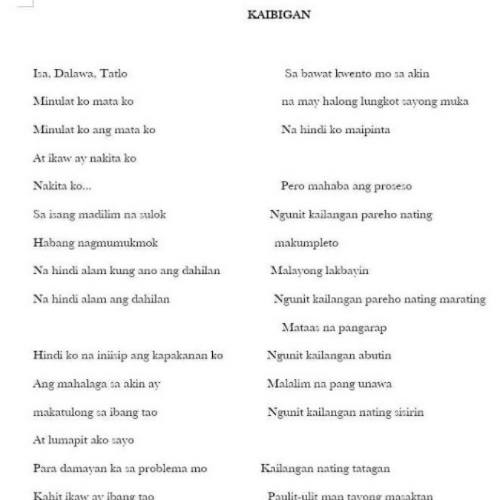 KAIBIGAN
Isa, Dalawa, Tatlo
Minulat ko mata ko
Minulat ko ang mata ko
At ikaw ay nakita ko
Nakita ko...
Sa isang madilim na sulok
Habang nagmumukmok
Na hindi alam kung ano ang dahilan
Na hindi alam ang dahilan
Hindi ko na iniisip ang kapakanan ko
Ang mahalaga sa akin ay
makatulong sa ibang tao
At lumapit ako sayo
Para damayan ka sa problema mo
Kahit ikaw ay ibang tao
Sa bawat kwento mo sa akin
na may halong lungkot sayong muka
Na hindi ko maipinta
Pero mahaba ang proseso
Ngunit kailangan pareho nating
makumpleto
Malayong lakbayin
Ngunit kailangan pareho nating marating
Mataas na pangarap
Ngunit kailangan abutin
Malalim na pang unawa
Ngunit kailangan nating sisirin
Kailangan nating tatagan
Paulit-ulit man tayong masaktan